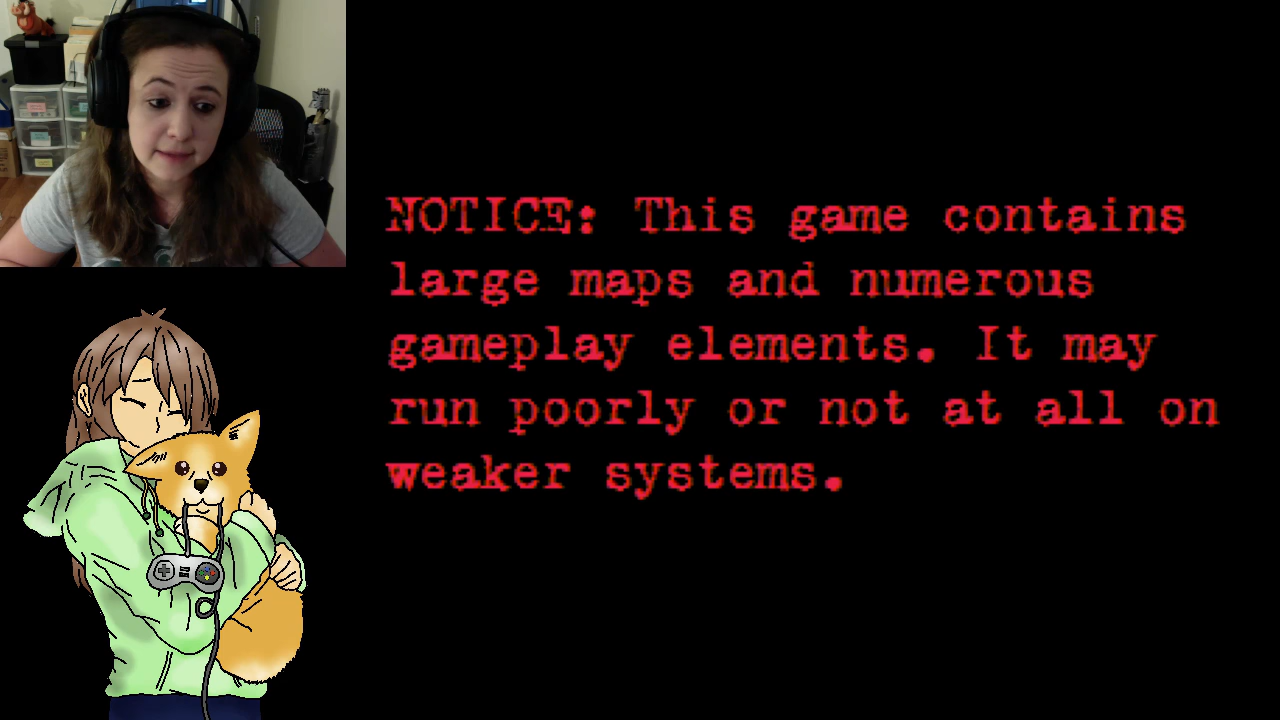 NOTICE: This game contains
large maps and numerous
gameplay elements. It may
run poorly or not at all on
weaker systems.